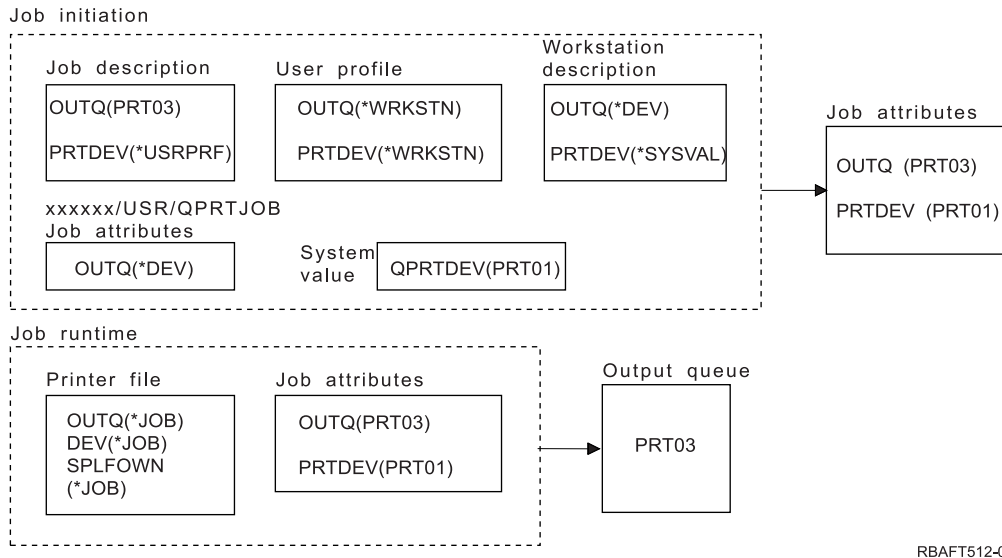 Job initiation
Workstation
Job description User profile description
OUTQ(PRT03) OUTQ(*WRKSTN) OUTQ(*DEV)
PRTDEV(*USRPRF) PRTDEV(*WRKSTN) PRTDEV(*SYSVAL)
Job attributes
OUTQ (PRT03)
PRTDEV (PRT01)
xxxxxx/USR/QPRTJOB
Job attributes
OUTQ(*DEV)
System
value
QPRTDEV(PRT01)
Job runtime
Printer file
OUTQ(*JOB)
DEV(*JOB)
SPLFOWN
(*JOB)
Job attributes
OUTQ(PRT03)
PRTDEV(PRT01)
Output queue
PRT03
RBAFT512-0